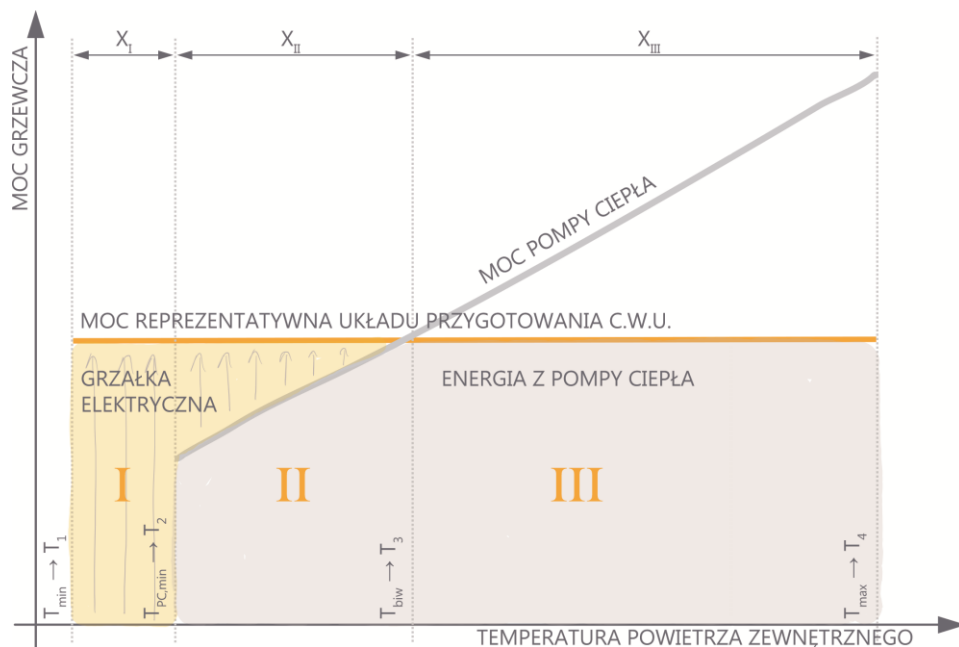 X_I
X_II
X_III
MOC GRZEWCZA
MOC POMPY CIEPŁA
MOC REPREZENTATYWNA UKŁADU PRZYGOTOWANIA C.W.U.
GRZAŁKA
ELEKTRYCZNA
ENERGIA Z POMPY CIEPŁA
I
II
III
T_min → T_1
T_PC,min → T_2
T_biw → T_3
T_max → T_4
TEMPERATURA POWIETRZA ZEWNĘTRZNEGO